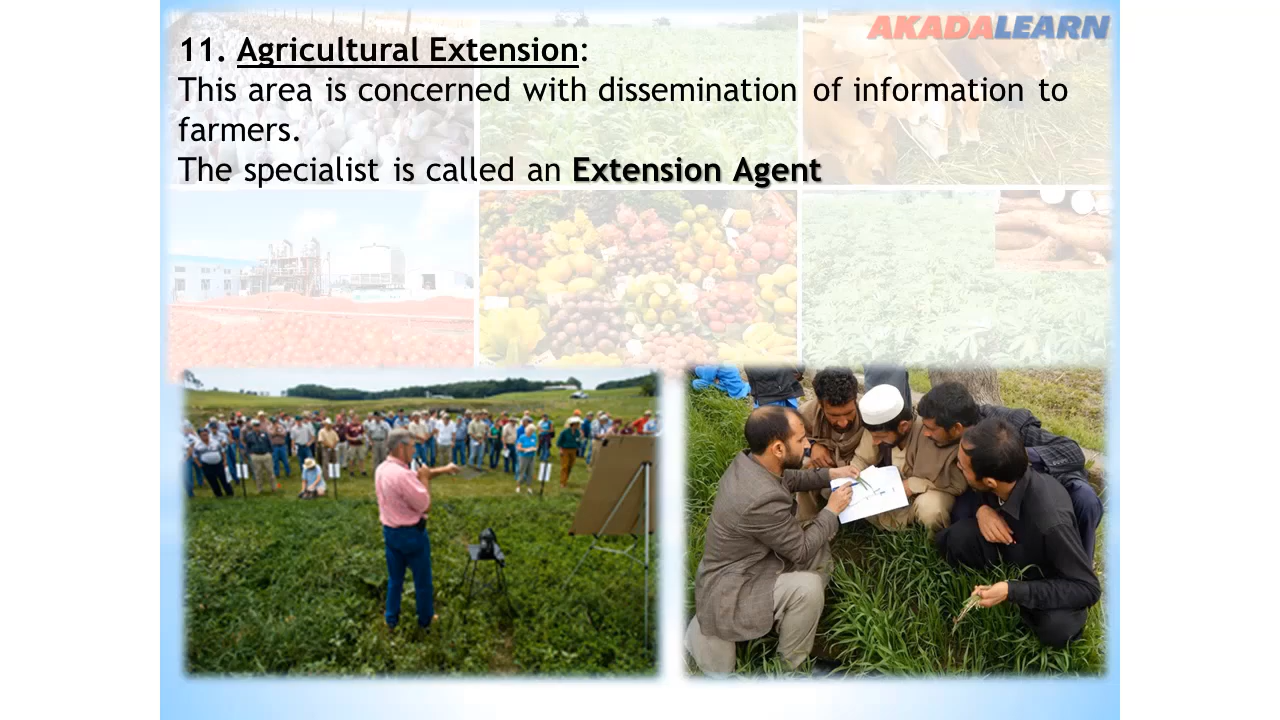 AKADALEARN
11. Agricultural Extension:
This area is concerned with dissemination of information to
farmers.
The specialist is called an Extension Agent